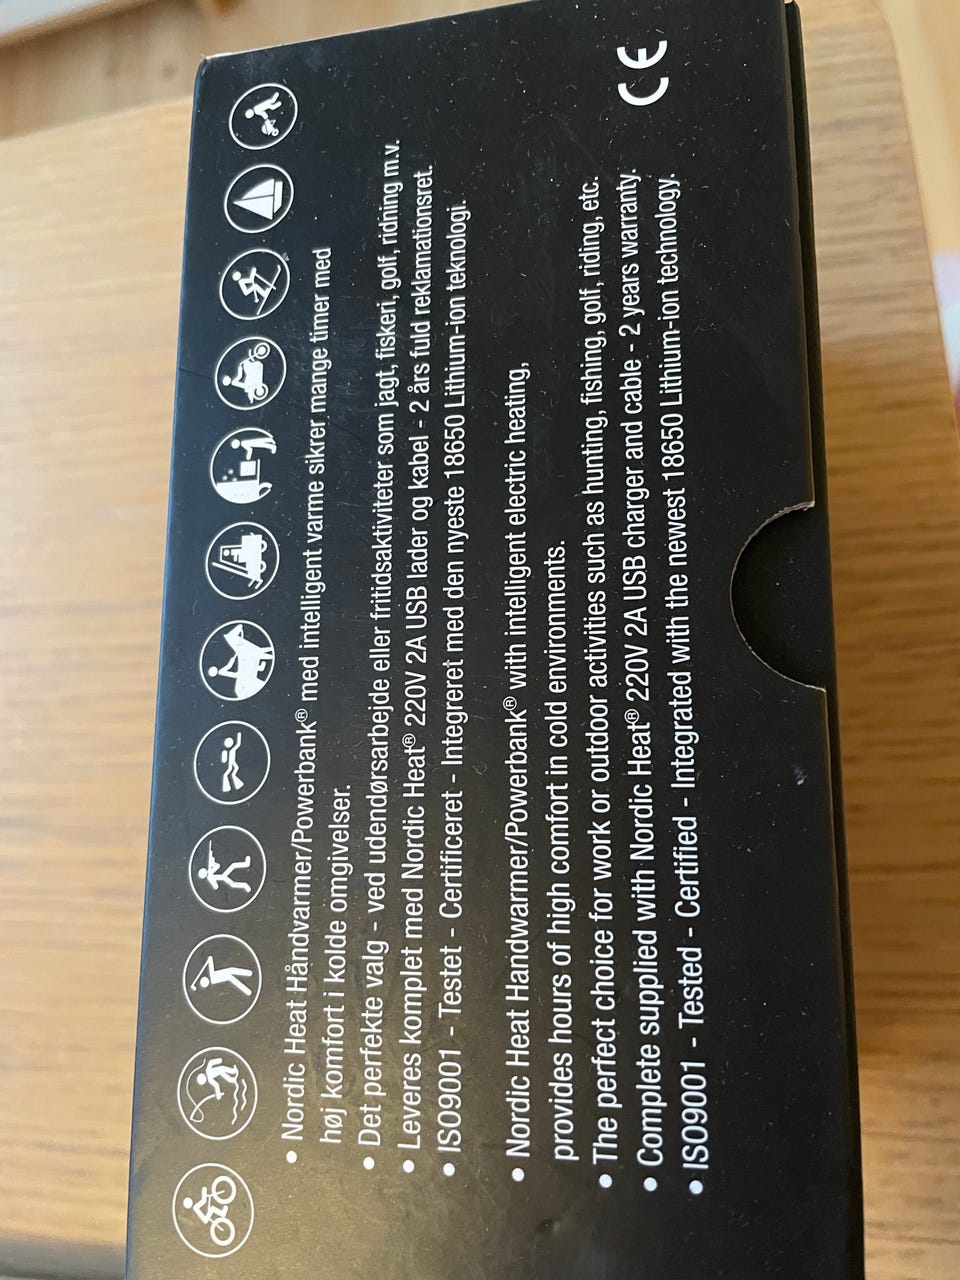 • Nordic Heat Håndvarmer/Powerbank® med intelligent varme sikrer mange timer med
høj komfort i kolde omgivelser.
• Det perfekte valg - ved udendørsarbejde eller fritidsaktiviteter som jagt, fiskeri, golf, ridning m.v.
• Leveres komplet med Nordic Heat® 220V 2A USB lader og kabel - 2 års fuld reklamationsret.
• ISO9001 - Testet - Certificeret - Integreret med den nyeste 18650 Lithium-ion teknologi.
• Nordic Heat Handwarmer/Powerbank® with intelligent electric heating,
provides hours of high comfort in cold environments.
• The perfect choice for work or outdoor activities such as hunting, fishing, golf, riding, etc.
• Complete supplied with Nordic Heat® 220V 2A USB charger and cable - 2 years warranty.
• ISO9001 - Tested - Certified - Integrated with the newest 18650 Lithium-ion technology.
CE